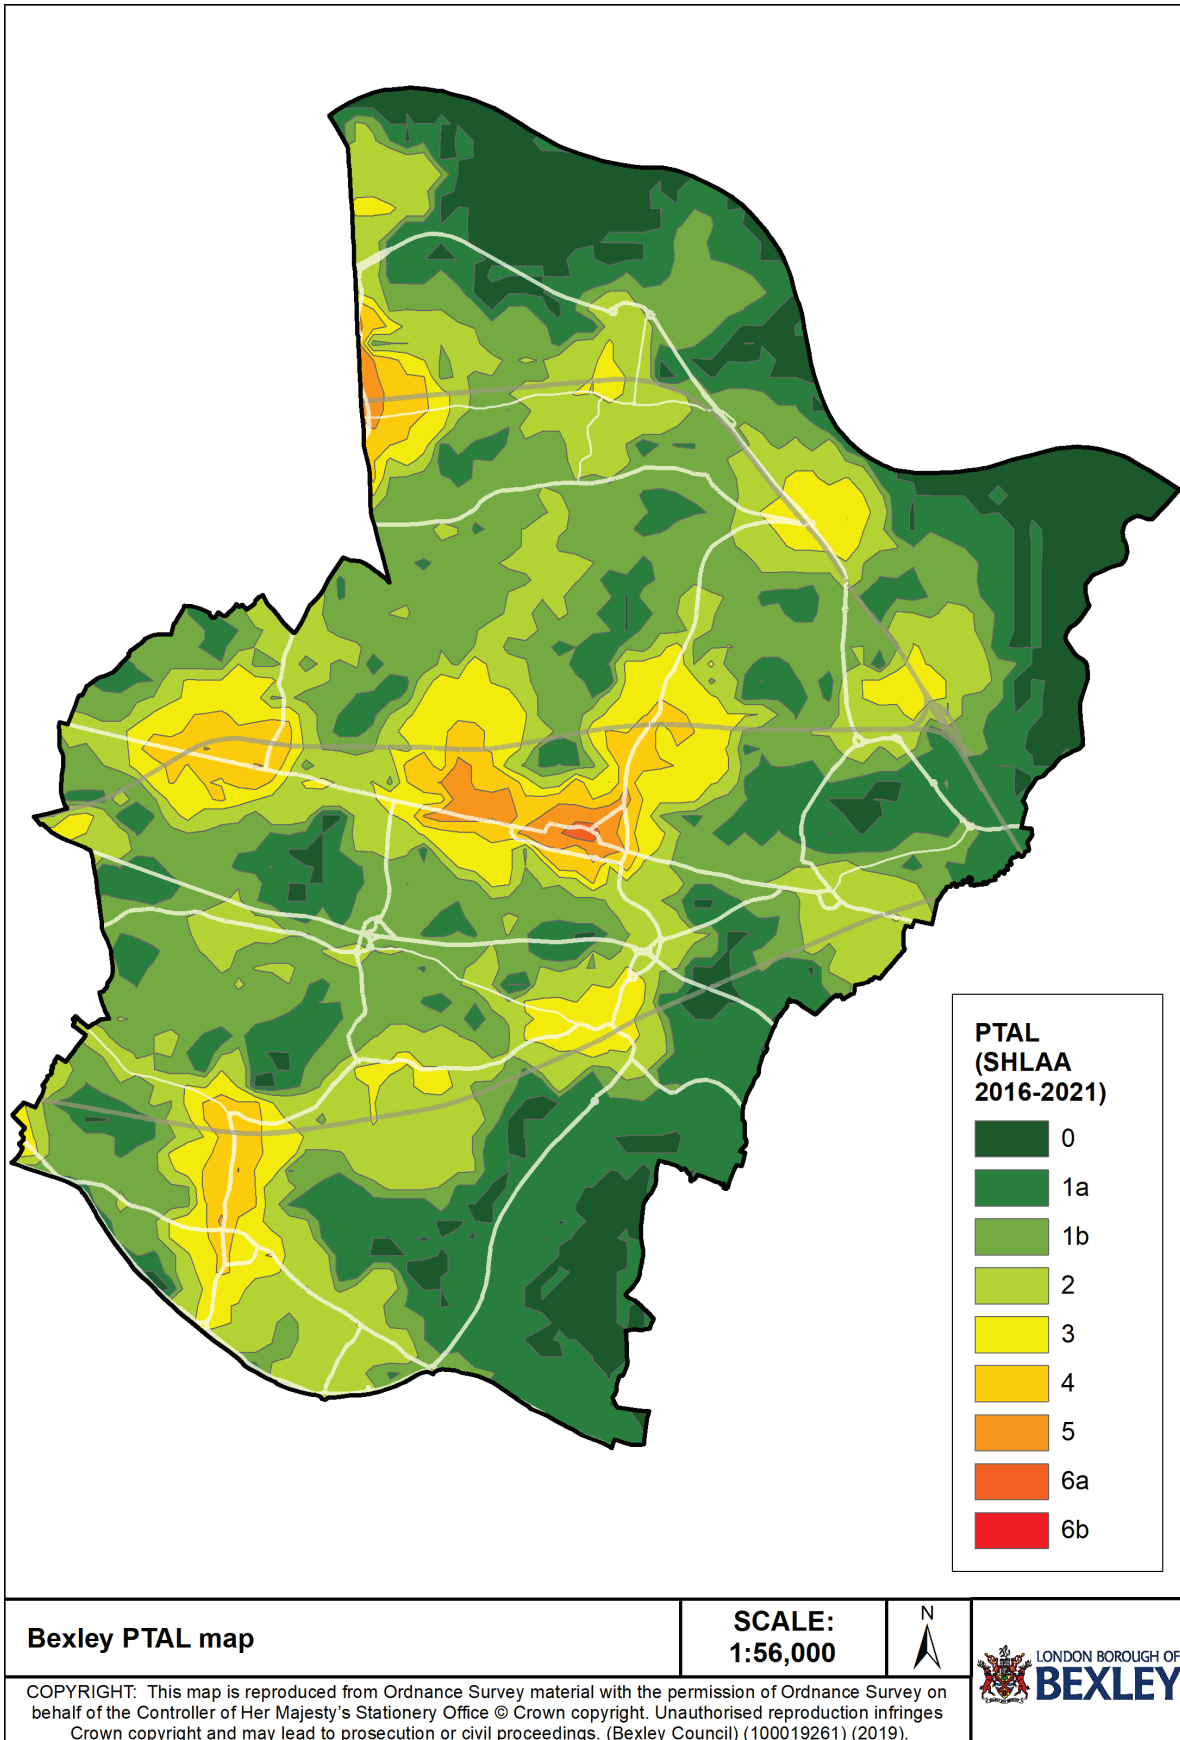 PTAL
(SHLAA
2016-2021)
0
1a
1b
2
3
4
5
6a
6b
Bexley PTAL map
SCALE:
1:56,000
N
LONDON BOROUGH OF
BEXLEY
COPYRIGHT: This map is reproduced from Ordnance Survey material with the permission of Ordnance Survey on
behalf of the Controller of Her Majesty's Stationery Office © Crown copyright. Unauthorised reproduction infringes
Crown copyright and may lead to prosecution or civil proceedings. (Bexley Council) (100019261) (2019).